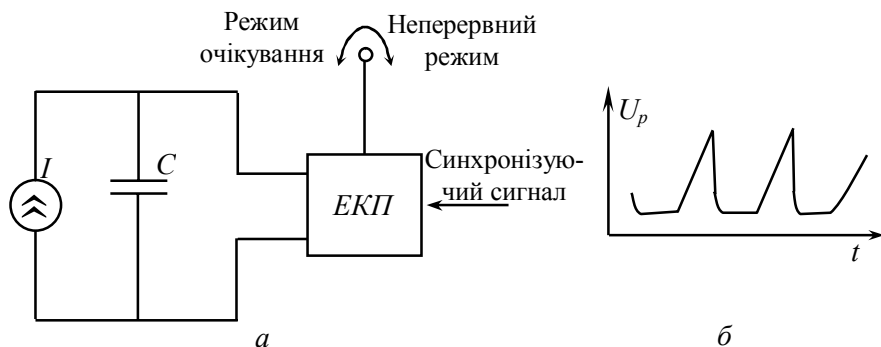 Режим
очікування
Неперервний
режим
I
C
ЕКП
Синхронізую-
чий сигнал
а
U_p
t
б